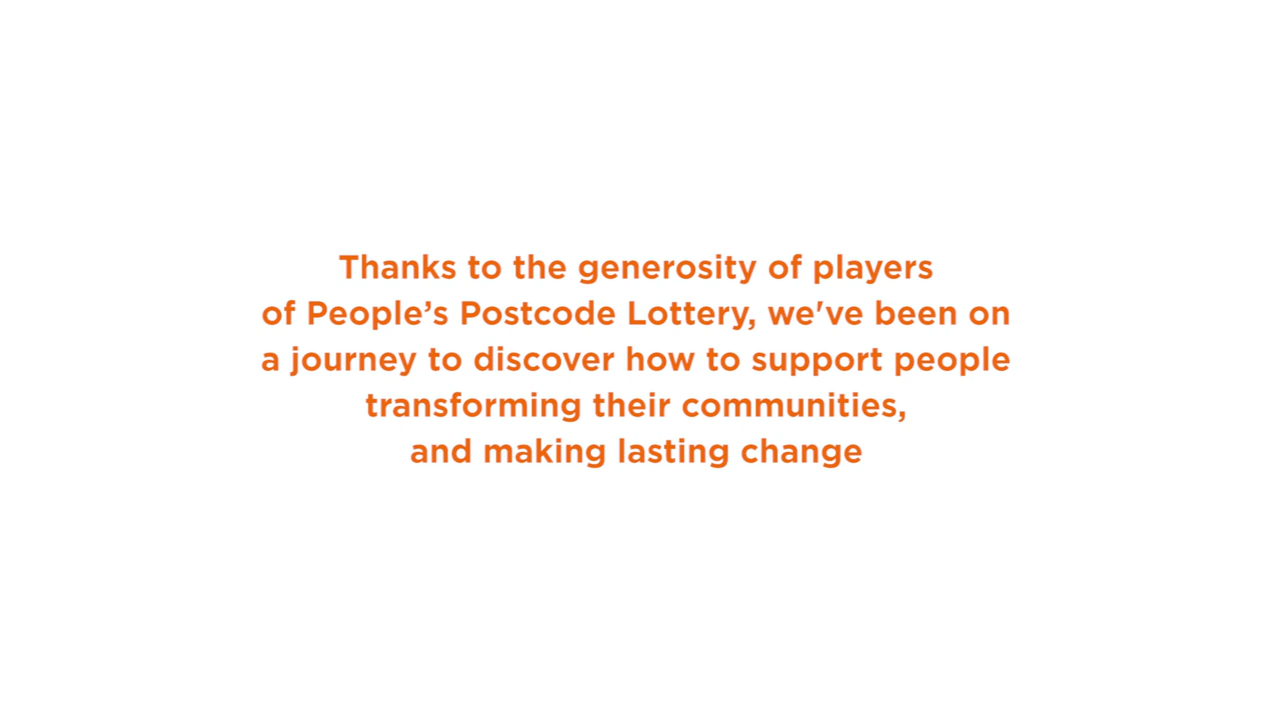 Thanks to the generosity of players
of People’s Postcode Lottery, we've been on
a journey to discover how to support people
transforming their communities,
and making lasting change